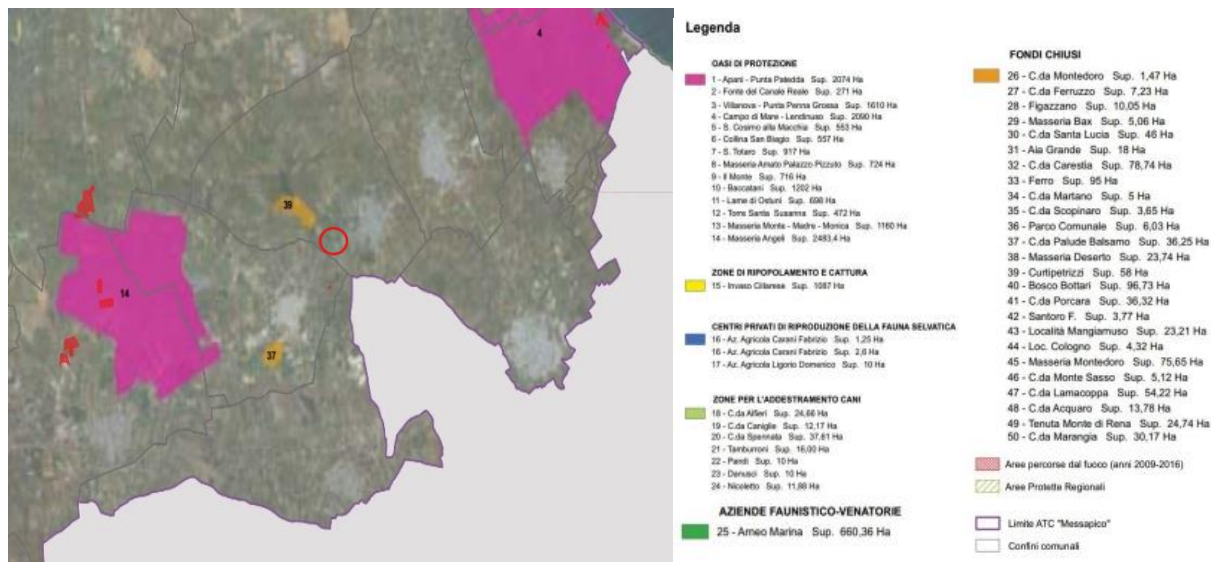 4
39
14
37
Legenda
OASI DI PROTEZIONE
1 - Apani - Punta Patedda Sup. 2074 Ha
2 - Fonte del Canale Reale Sup. 271 Ha
3 - Villanova - Punta Penna Grossa Sup. 1610 Ha
4 - Campo di Mare - Lendinuso Sup. 2090 Ha
5 - S. Cosimo alla Macchia Sup. 553 Ha
6 - Collina San Biagio Sup. 557 Ha
7 - S. Totaro Sup. 917 Ha
8 - Masseria Amato Palazzo Pizzuto Sup. 724 Ha
9 - Il Monte Sup. 716 Ha
10 - Baccatani Sup. 1202 Ha
11 - Lame di Ostuni Sup. 698 Ha
12 - Torre Santa Susanna Sup. 472 Ha
13 - Masseria Monte - Madre - Monica Sup. 1160 Ha
14 - Masseria Angeli Sup. 2483,4 Ha
ZONE DI RIPOPOLAMENTO E CATTURA
15 - Invaso Cillarese Sup. 1087 Ha
CENTRI PRIVATI DI RIPRODUZIONE DELLA FAUNA SELVATICA
16 - Az. Agricola Carani Fabrizio Sup. 1,25 Ha
16 - Az. Agricola Carani Fabrizio Sup. 2,6 Ha
17 - Az. Agricola Ligorio Domenico Sup. 10 Ha
ZONE PER L'ADDESTRAMENTO CANI
18 - C.da Alfieri Sup. 24,66 Ha
19 - C.da Caniglie Sup. 12,17 Ha
20 - C.da Spennata Sup. 37,61 Ha
21 - Tamburroni Sup. 16,00 Ha
22 - Pandi Sup. 10 Ha
23 - Denusci Sup. 10 Ha
24 - Nicoletto Sup. 11,88 Ha
AZIENDE FAUNISTICO-VENATORIE
25 - Arneo Marina Sup. 660,36 Ha
FONDI CHIUSI
26 - C.da Montedoro Sup. 1,47 Ha
27 - C.da Ferruzzo Sup. 7,23 Ha
28 - Figazzano Sup. 10,05 Ha
29 - Masseria Bax Sup. 5,06 Ha
30 - C.da Santa Lucia Sup. 46 Ha
31 - Aia Grande Sup. 18 Ha
32 - C.da Carestia Sup. 78,74 Ha
33 - Ferro Sup. 95 Ha
34 - C.da Martano Sup. 5 Ha
35 - C.da Scopinaro Sup. 3,65 Ha
36 - Parco Comunale Sup. 6,03 Ha
37 - C.da Palude Balsamo Sup. 36,25 Ha
38 - Masseria Deserto Sup. 23,74 Ha
39 - Curtipetrizzi Sup. 58 Ha
40 - Bosco Bottari Sup. 96,73 Ha
41 - C.da Porcara Sup. 36,32 Ha
42 - Santoro F. Sup. 3,77 Ha
43 - Località Mangiamuso Sup. 23,21 Ha
44 - Loc. Cologno Sup. 4,32 Ha
45 - Masseria Montedoro Sup. 75,65 Ha
46 - C.da Monte Sasso Sup. 5,12 Ha
47 - C.da Lamacoppa Sup. 54,22 Ha
48 - C.da Acquaro Sup. 13,78 Ha
49 - Tenuta Monte di Rena Sup. 24,74 Ha
50 - C.da Marangia Sup. 30,17 Ha
Aree percorse dal fuoco (anni 2009-2016)
Aree Protette Regionali
Limite ATC "Messapico"
Confini comunali